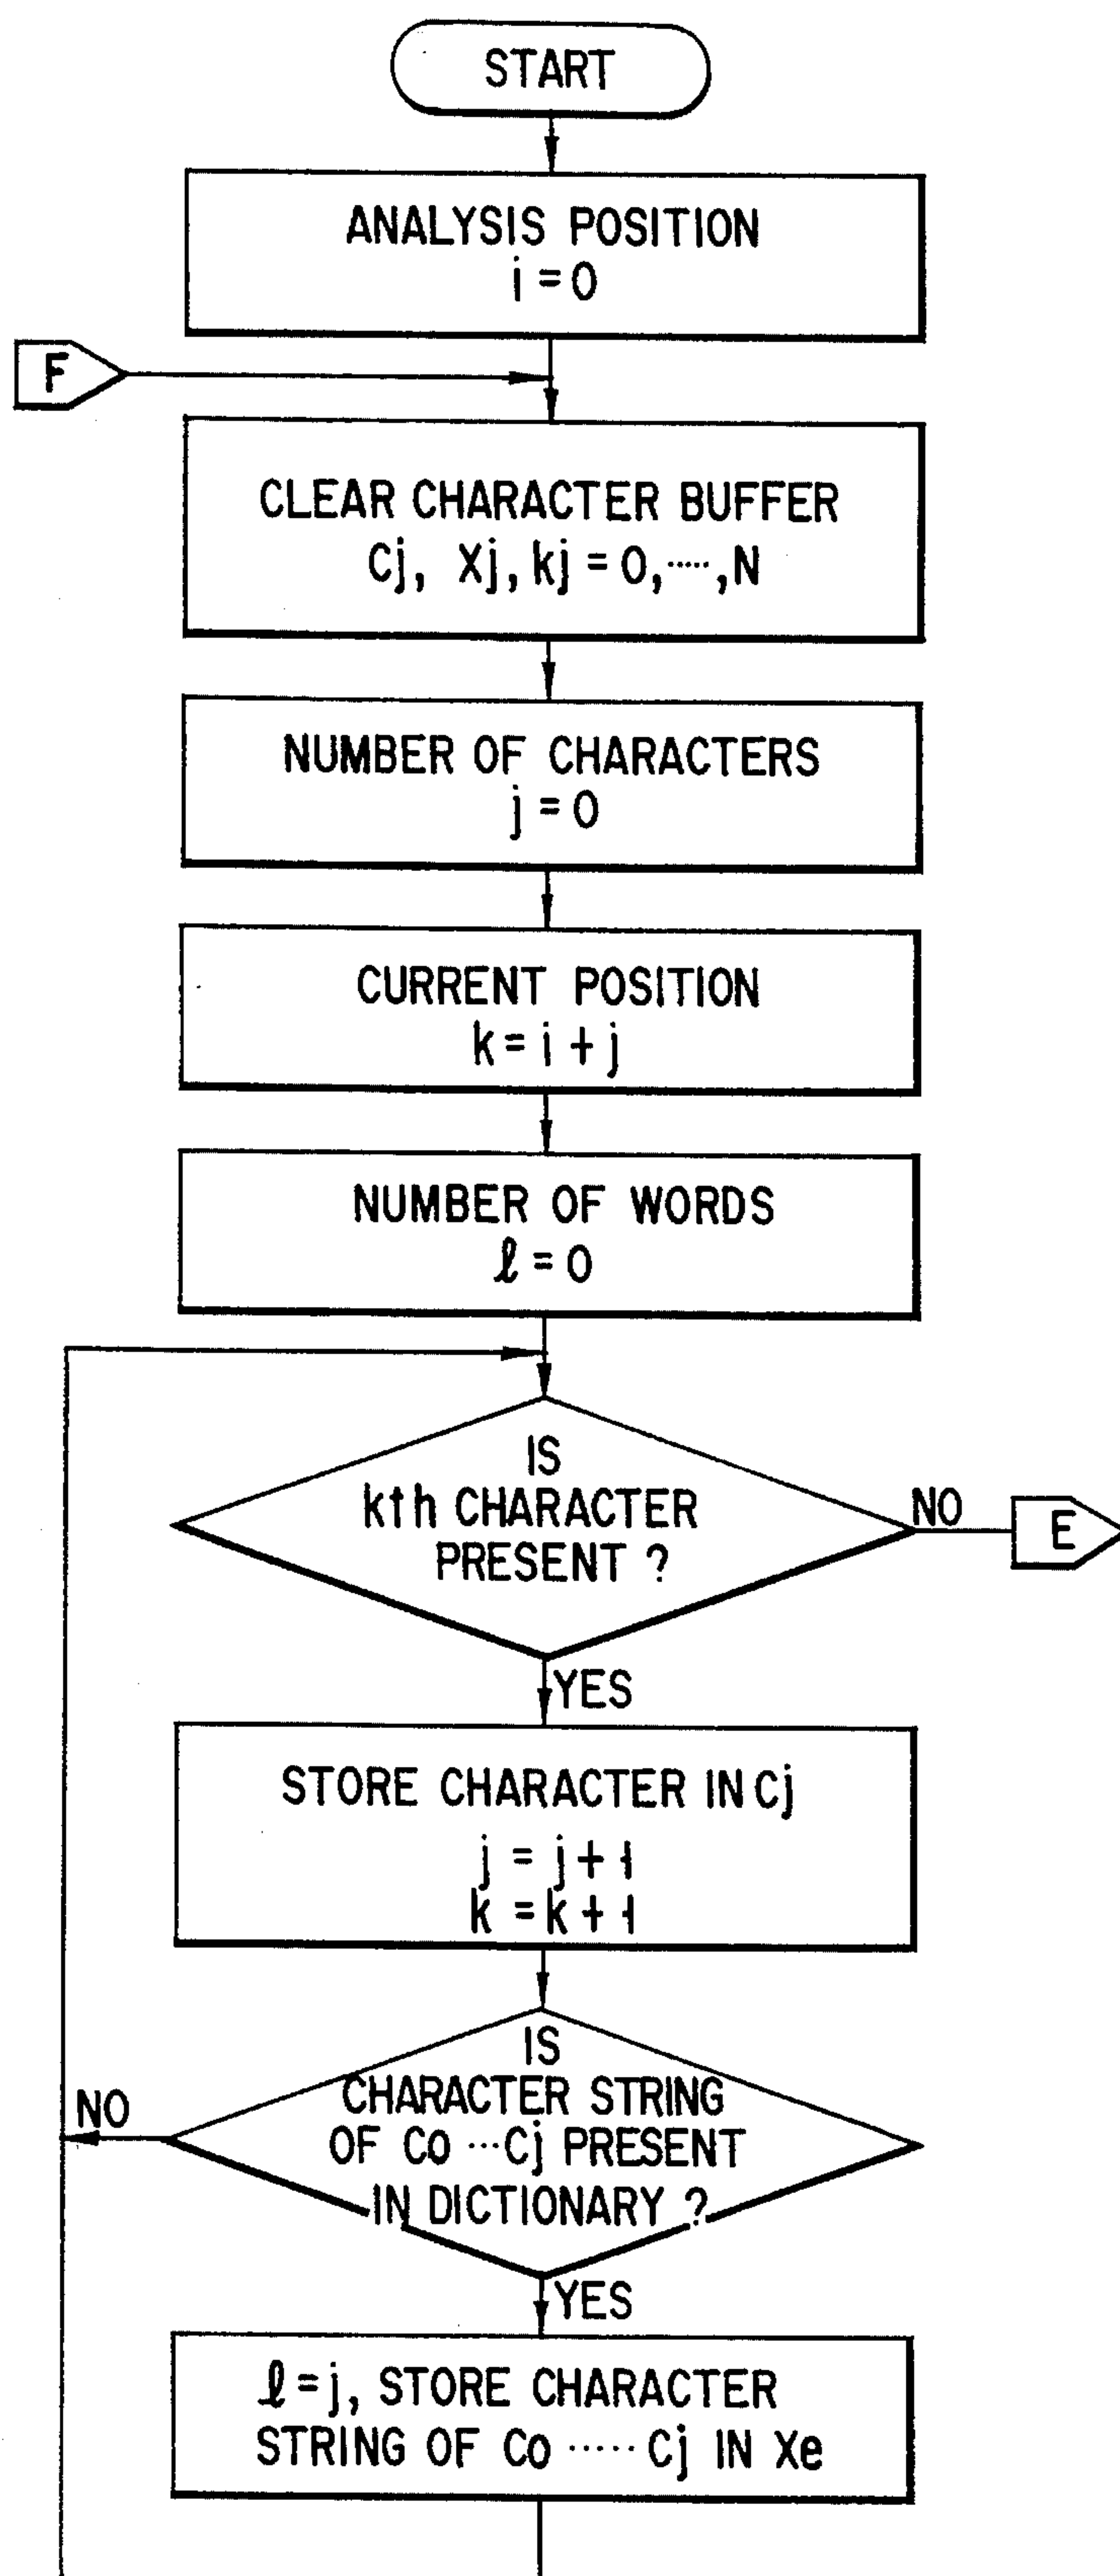 START
ANALYSIS POSITION
i = 0
F
CLEAR CHARACTER BUFFER
Cj, Xj, kj = 0,·····,N
NUMBER OF CHARACTERS
j = 0
CURRENT POSITION
k = i + j
NUMBER OF WORDS
ℓ = 0
IS
kth CHARACTER
PRESENT ?
NO
E
YES
STORE CHARACTER IN Cj
j = j + 1
k = k + 1
IS
CHARACTER STRING
OF Co ···Cj PRESENT
IN DICTIONARY ?
NO
YES
ℓ = j, STORE CHARACTER
STRING OF Co ····· Cj IN Xe